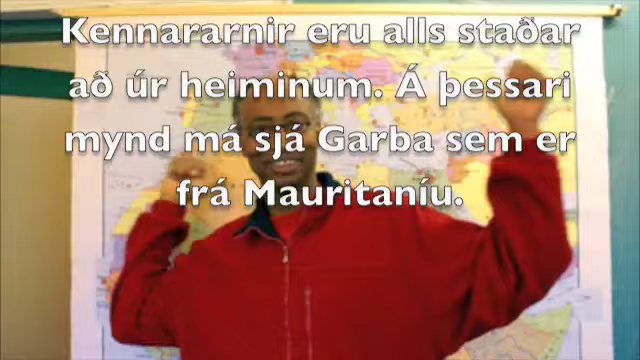 Kennararnir eru alls staðar
að úr heiminum. Á þessari
mynd má sjá Garba sem er
frá Mauritaníu.